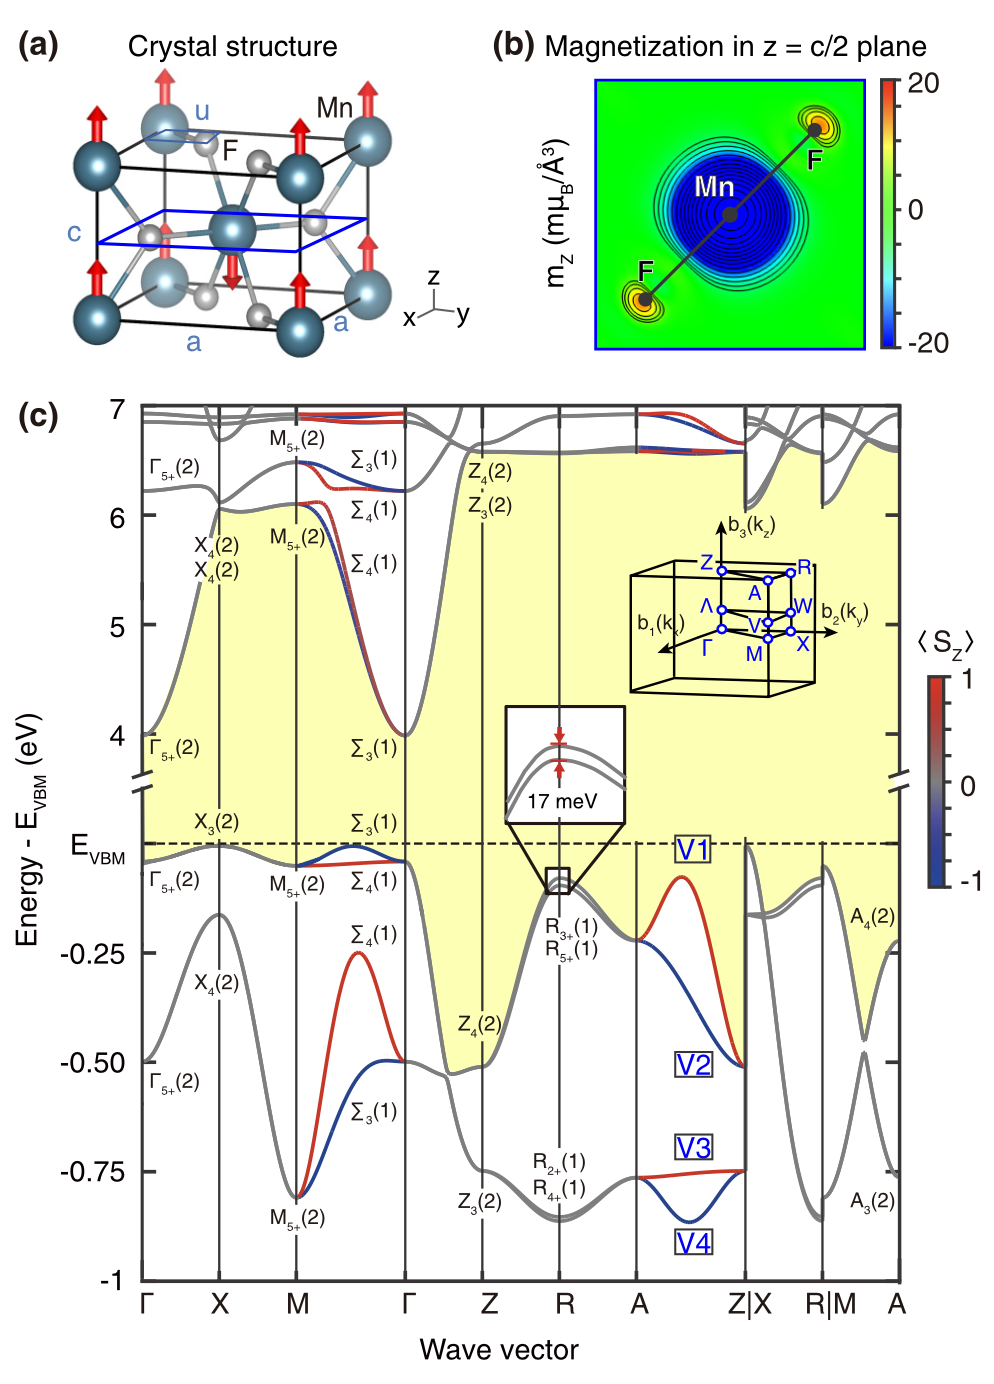 (a) Crystal structure
u
Mn
F
c
z
x
y
a
a
(b) Magnetization in z = c/2 plane
m_Z (mμ_B/Å³)
Mn
F
F
20
0
-20
(c)
Energy - E_VBM (eV)
7
6
5
4
E_VBM
-0.25
-0.50
-0.75
-1
Γ₅₊(2)
X₄(2)
X₄(2)
Γ₅₊(2)
M₅₊(2)
M₅₊(2)
Σ₃(1)
Σ₄(1)
Σ₄(1)
Σ₃(1)
Z₄(2)
Z₃(2)
b₃(k_z)
Z
R
A
Λ
W
V
b₁(kₓ)
b₂(k_y)
Γ
M
X
17 meV
X₃(2)
Γ₅₊(2)
M₅₊(2)
Σ₃(1)
Σ₄(1)
Σ₄(1)
X₄(2)
Γ₅₊(2)
M₅₊(2)
Σ₃(1)
Z₄(2)
Z₃(2)
R₃₊(1)
R₅₊(1)
R₂₊(1)
R₄₊(1)
V1
V2
V3
V4
A₄(2)
A₃(2)
⟨S_Z⟩
1
0
-1
Γ X M Γ Z R A Z|X R|M A
Wave vector